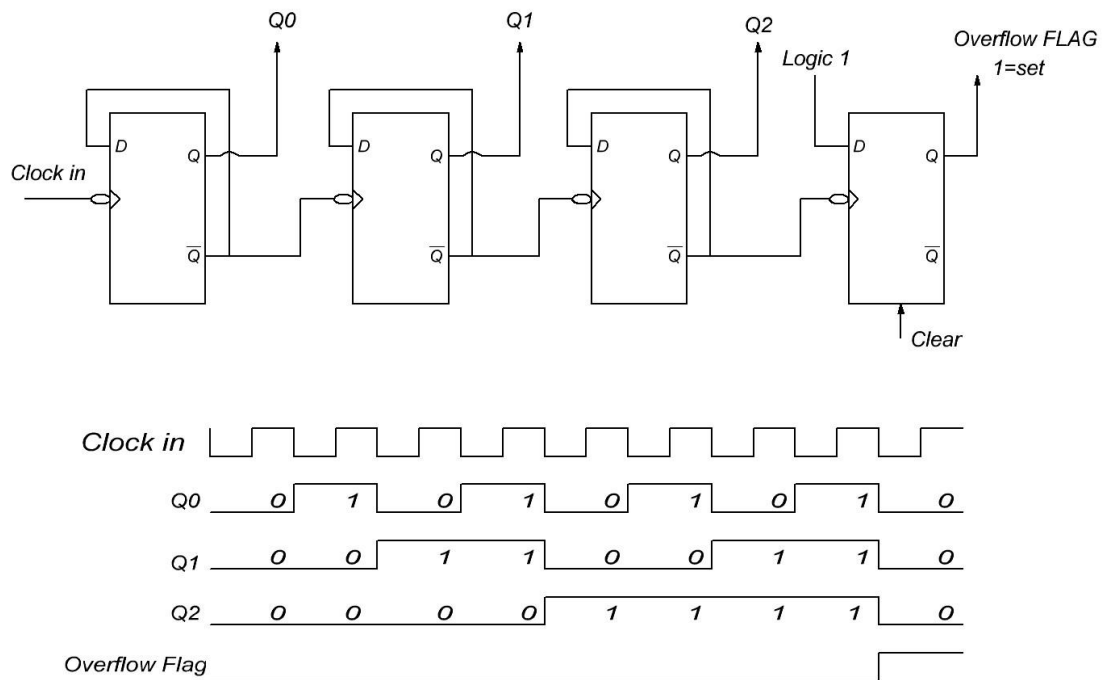 Q0
Q1
Q2
Overflow FLAG
1=set
Logic 1
Clock in
D
Q
Q̅
D
Q
Q̅
D
Q
Q̅
D
Q
Q̅
Clear
Clock in
Q0 0 1 0 1 0 1 0 1 0
Q1 0 0 1 1 0 0 1 1 0
Q2 0 0 0 0 1 1 1 1 0
Overflow Flag